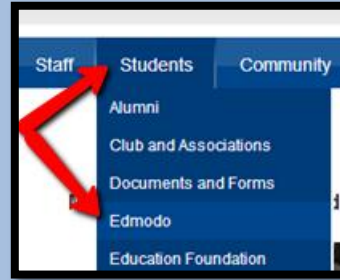 Staff Students Community
Alumni
Club and Associations
Documents and Forms
Edmodo
Education Foundation